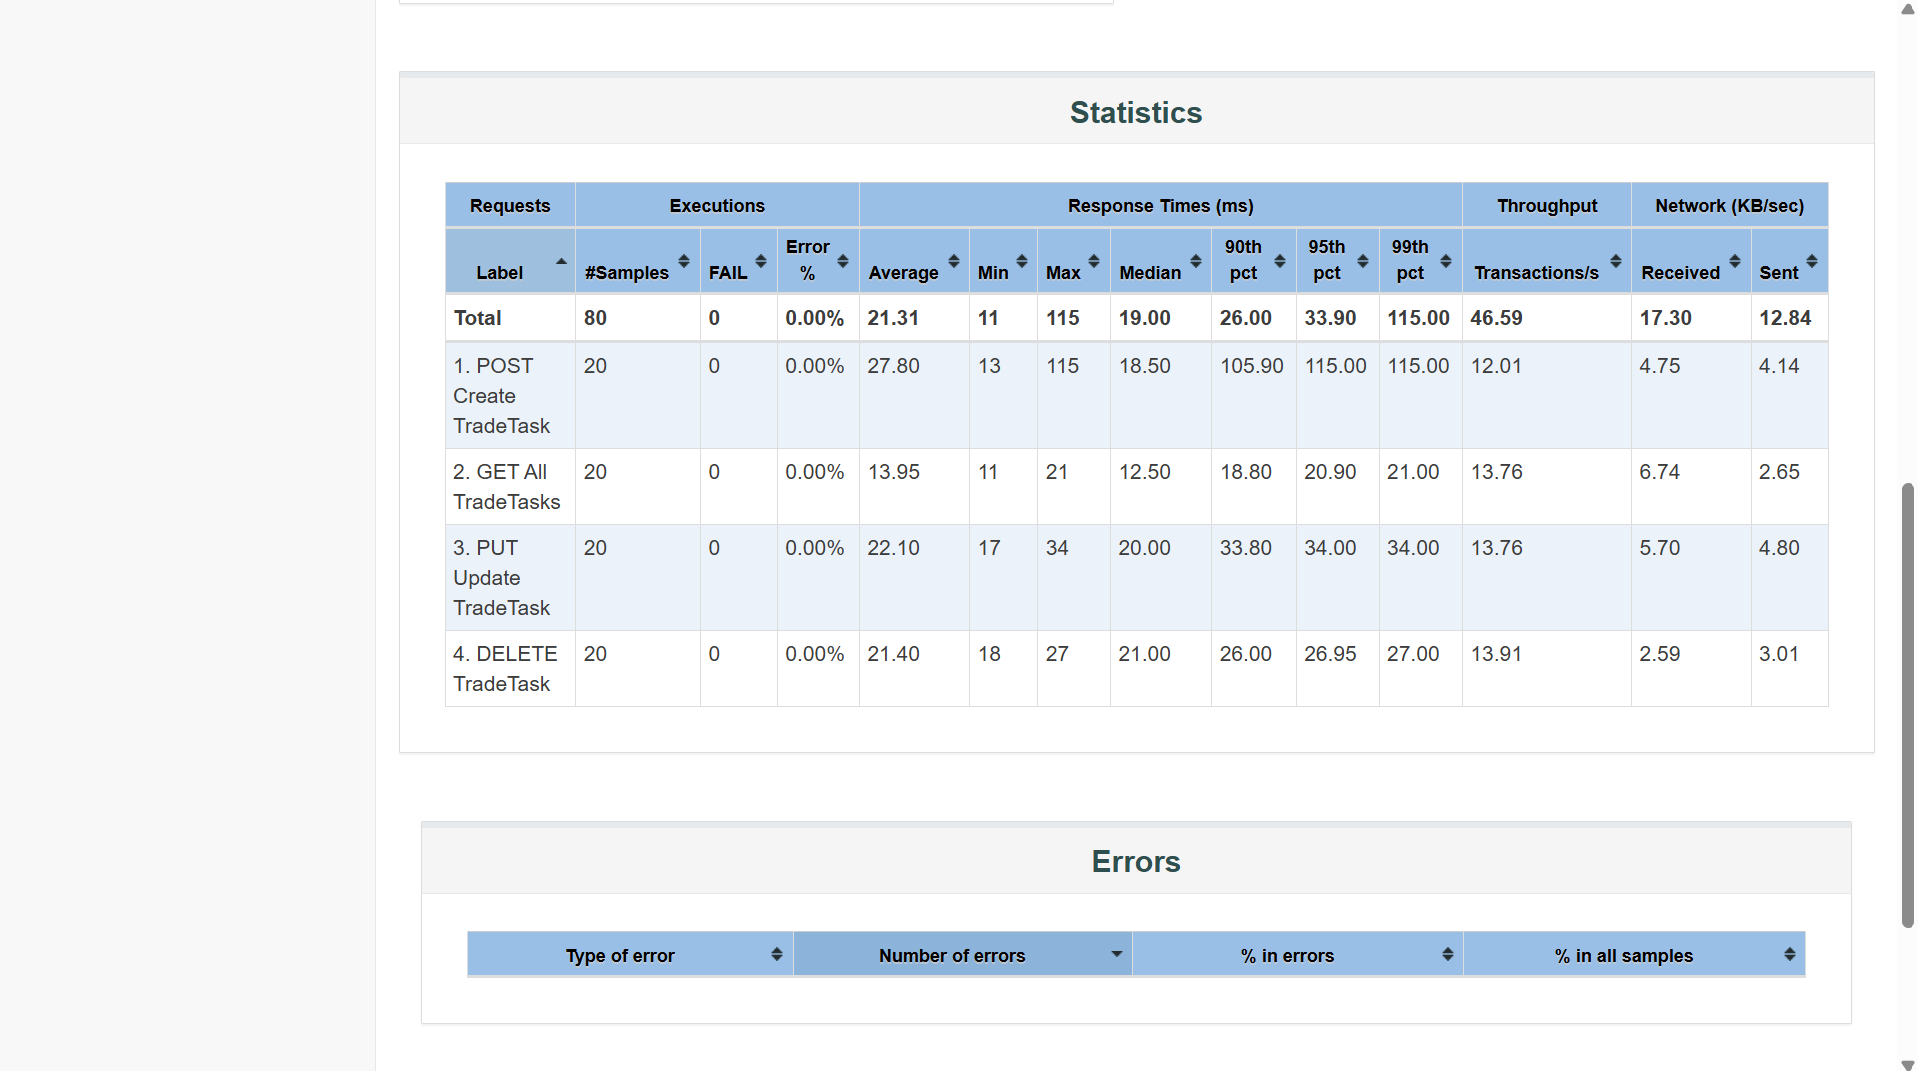 Statistics
Requests Executions Response Times (ms) Throughput Network (KB/sec)
Label #Samples FAIL Error % Average Min Max Median 90th pct 95th pct 99th pct Transactions/s Received Sent
Total 80 0 0.00% 21.31 11 115 19.00 26.00 33.90 115.00 46.59 17.30 12.84
1. POST 20 0 0.00% 27.80 13 115 18.50 105.90 115.00 115.00 12.01 4.75 4.14
Create
TradeTask
2. GET All 20 0 0.00% 13.95 11 21 12.50 18.80 20.90 21.00 13.76 6.74 2.65
TradeTasks
3. PUT 20 0 0.00% 22.10 17 34 20.00 33.80 34.00 34.00 13.76 5.70 4.80
Update
TradeTask
4. DELETE 20 0 0.00% 21.40 18 27 21.00 26.00 26.95 27.00 13.91 2.59 3.01
TradeTask
Errors
Type of error Number of errors % in errors % in all samples